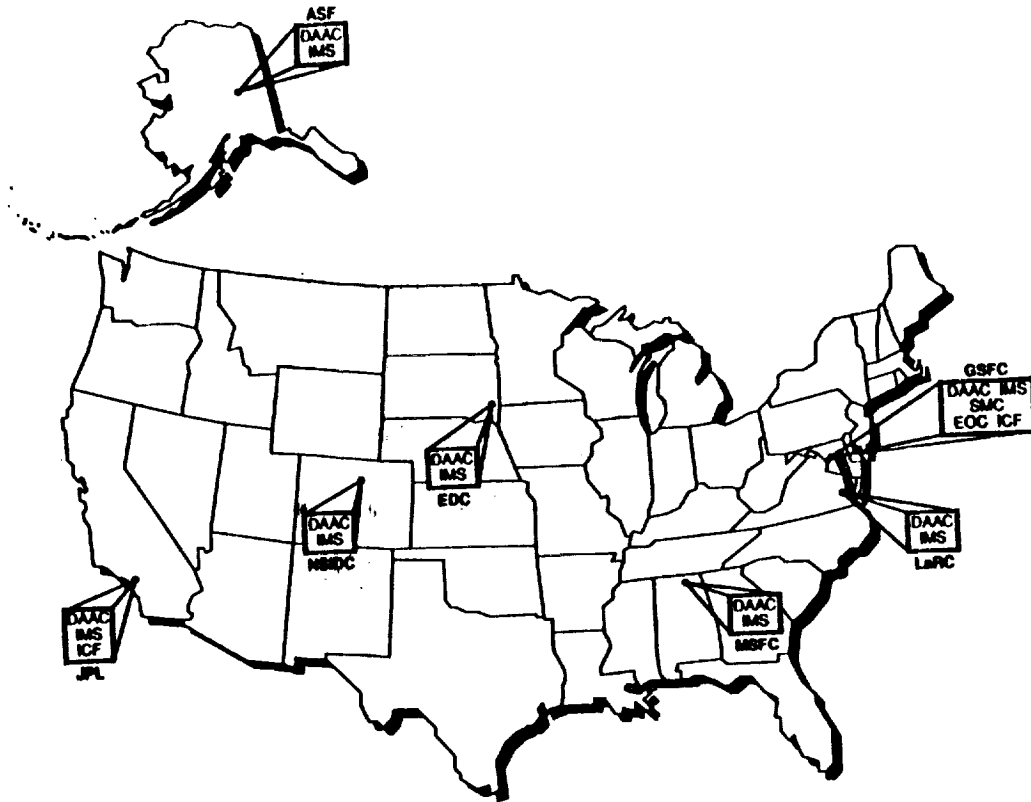 ASF
DAAC
IMS
GSFC
DAAC IMS
SMC
EOC ICF
DAAC
IMS
EDC
DAAC
IMS
NSIDC
DAAC
IMS
LaRC
DAAC
IMS
ICF
JPL
DAAC
IMS
MSFC